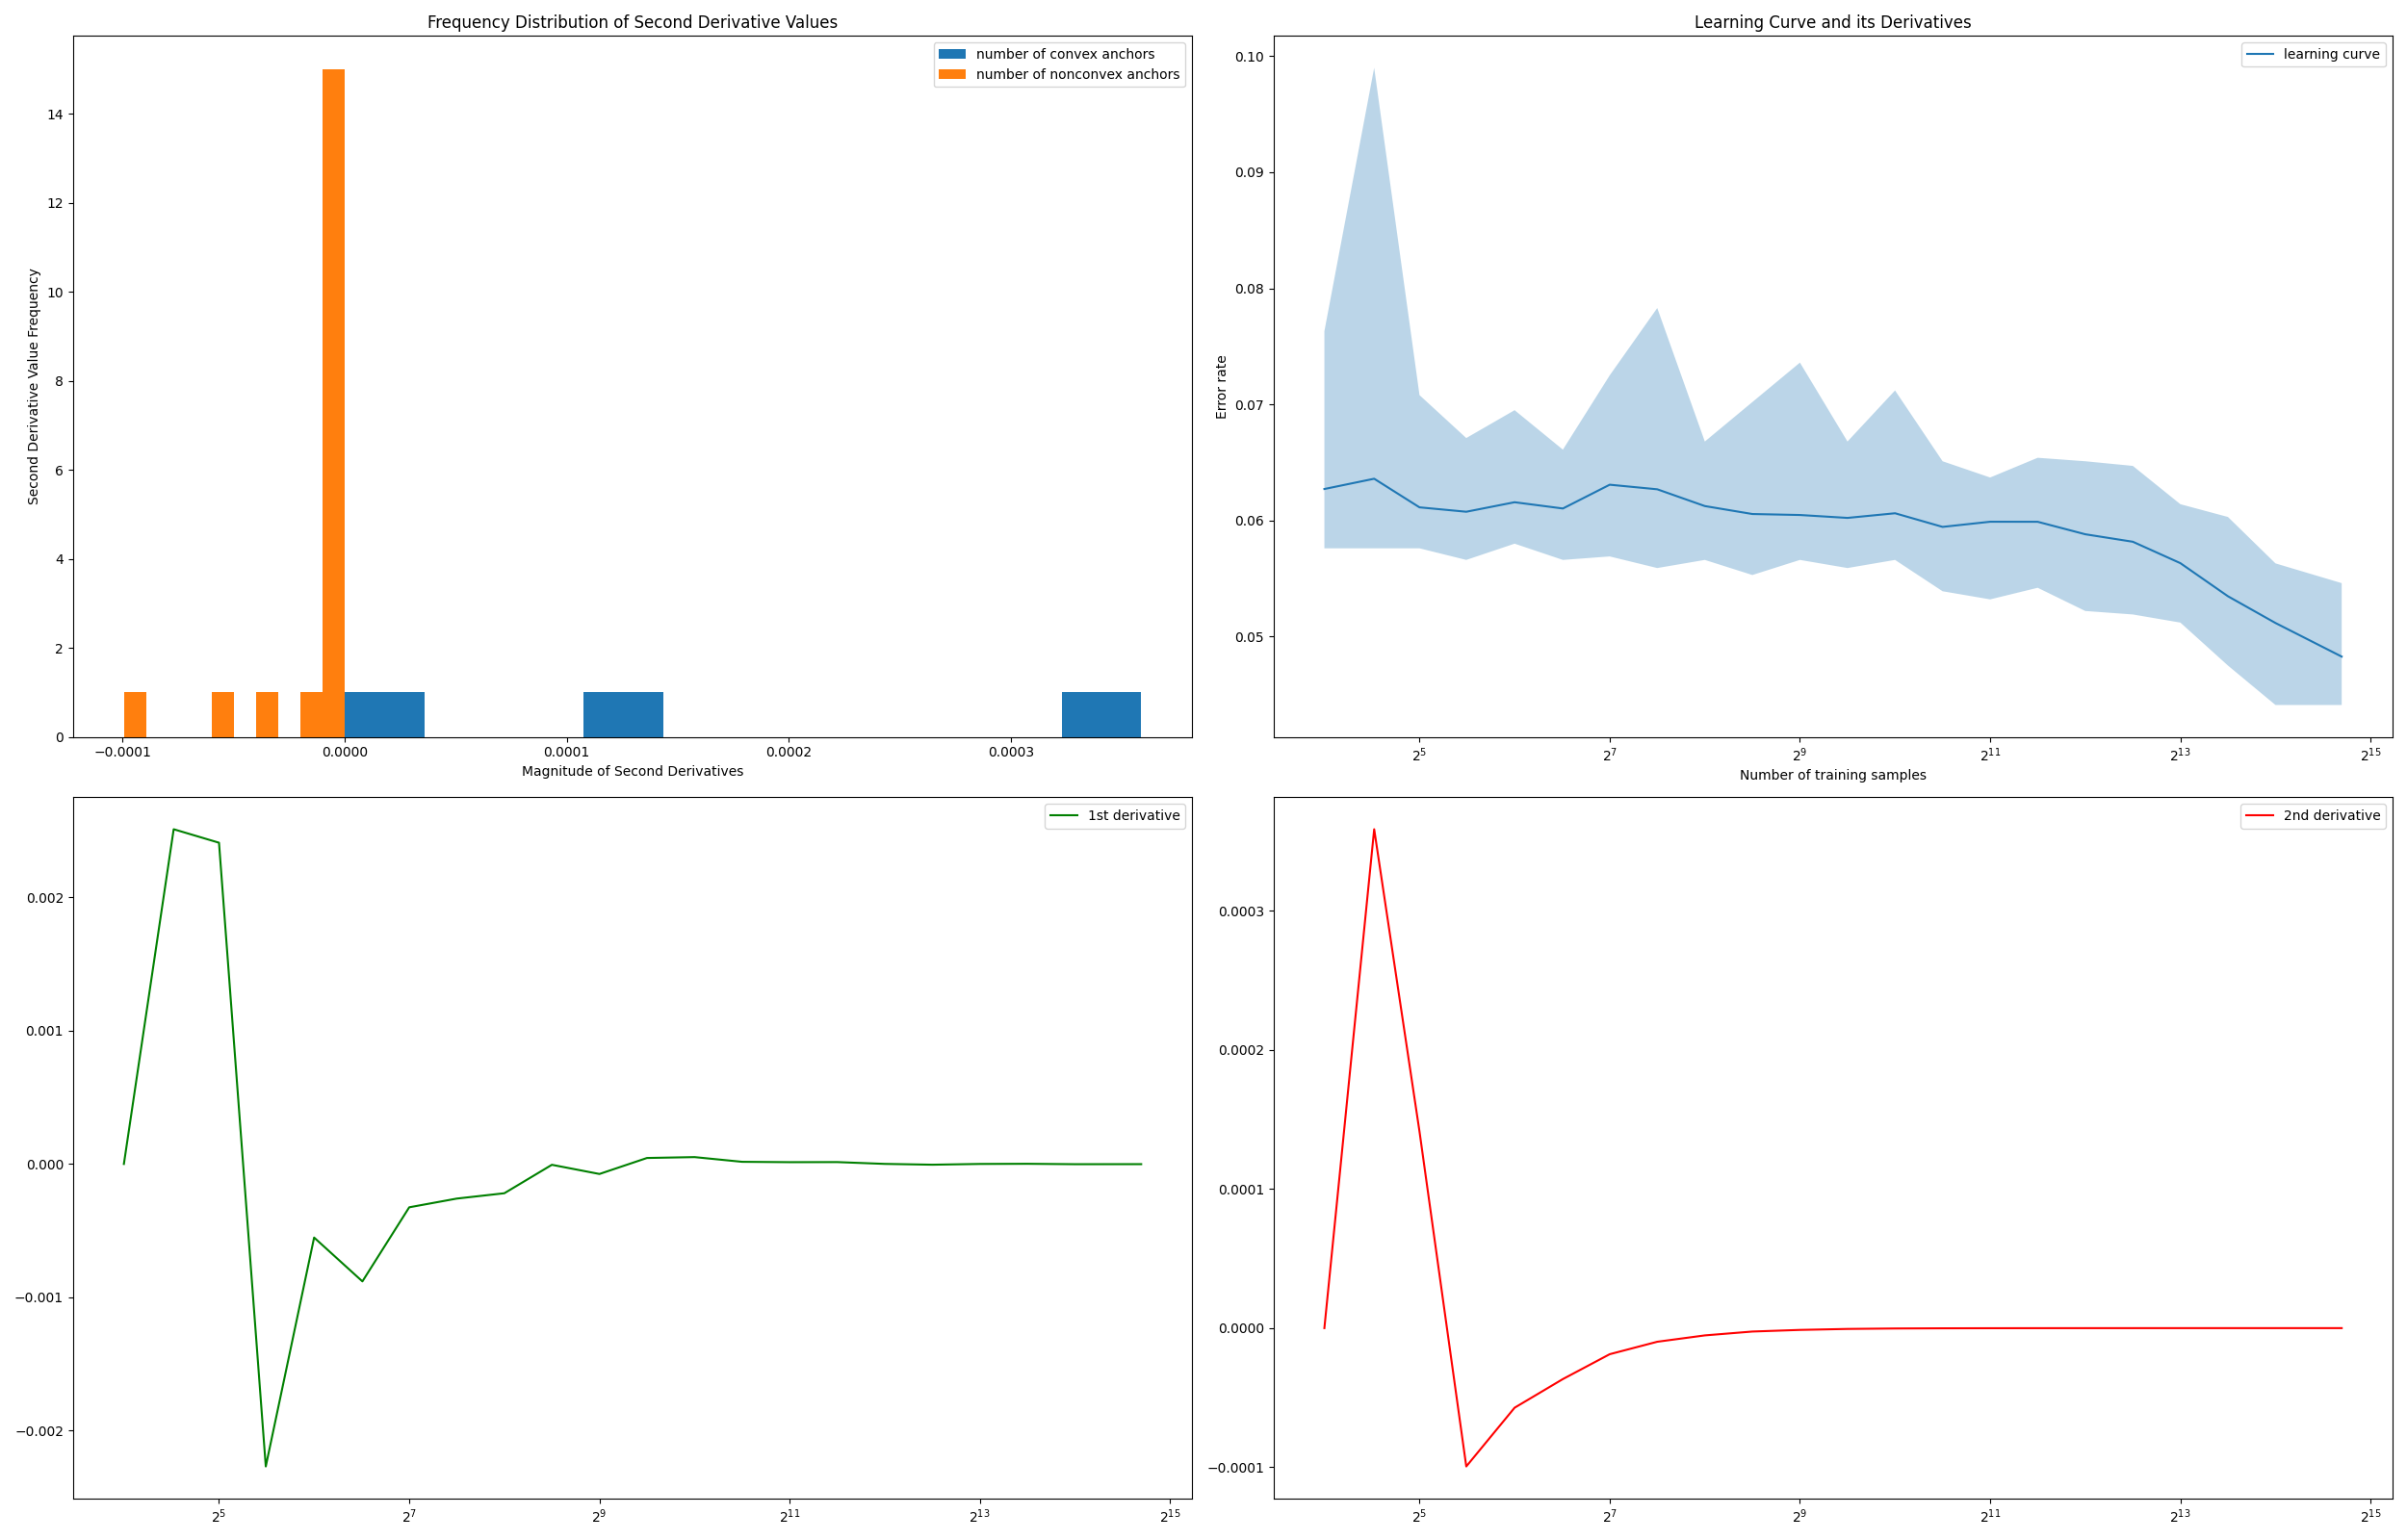 Frequency Distribution of Second Derivative Values
number of convex anchors
number of nonconvex anchors
Second Derivative Value Frequency
14
12
10
8
6
4
2
0
−0.0001 0.0000 0.0001 0.0002 0.0003
Magnitude of Second Derivatives
Learning Curve and its Derivatives
learning curve
Error rate
0.10
0.09
0.08
0.07
0.06
0.05
2^5 2^7 2^9 2^11 2^13 2^15
Number of training samples
1st derivative
0.002
0.001
0.000
−0.001
−0.002
2^5 2^7 2^9 2^11 2^13 2^15
2nd derivative
0.0003
0.0002
0.0001
0.0000
−0.0001
2^5 2^7 2^9 2^11 2^13 2^15